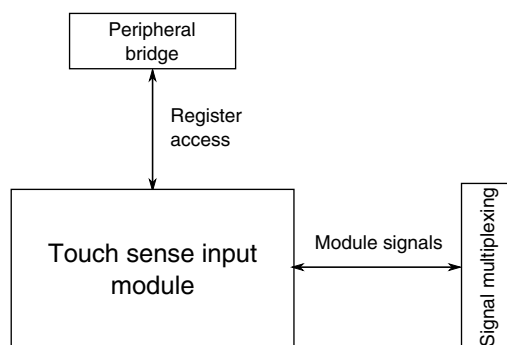 Peripheral
bridge
Register
access
Touch sense input
module
Module signals
Signal multiplexing